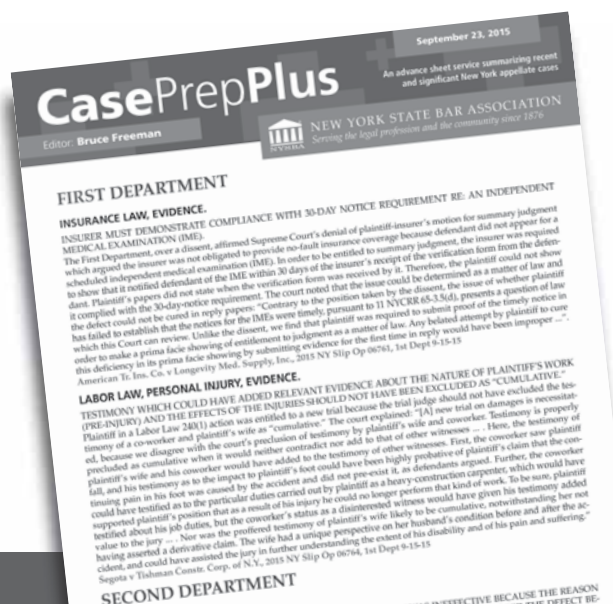 September 23, 2015
CasePrepPlus
An advance sheet service summarizing recent
and significant New York appellate cases
Editor: Bruce Freeman
NYSBA
NEW YORK STATE BAR ASSOCIATION
Serving the legal profession and the community since 1876
FIRST DEPARTMENT
INSURANCE LAW, EVIDENCE.
INSURER MUST DEMONSTRATE COMPLIANCE WITH 30-DAY NOTICE REQUIREMENT RE: AN INDEPENDENT
MEDICAL EXAMINATION (IME).
The First Department, over a dissent, affirmed Supreme Court's denial of plaintiff-insurer's motion for summary judgment
which argued the insurer was not obligated to provide no-fault insurance coverage because defendant did not appear for a
scheduled independent medical examination (IME). In order to be entitled to summary judgment, the insurer was required
to show that it notified defendant of the IME within 30 days of the insurer's receipt of the verification form from the defen-
dant. Plaintiff's papers did not state when the verification form was received by it. Therefore, the plaintiff could not show
it complied with the 30-day-notice requirement. The court noted that the issue could be determined as a matter of law and
the defect could not be cured in reply papers: "Contrary to the position taken by the dissent, the issue of whether plaintiff
has failed to establish that the notices for the IMEs were timely, pursuant to 11 NYCRR 65-3.5(d), presents a question of law
which this Court can review. Unlike the dissent, we find that plaintiff was required to submit proof of the timely notice in
order to make a prima facie showing of entitlement to judgment as a matter of law. Any belated attempt by plaintiff to cure
this deficiency in its prima facie showing by submitting evidence for the first time in reply would have been improper ... ."
American Tr. Ins. Co. v Longevity Med. Supply, Inc., 2015 NY Slip Op 06761, 1st Dept 9-15-15
LABOR LAW, PERSONAL INJURY, EVIDENCE.
TESTIMONY WHICH COULD HAVE ADDED RELEVANT EVIDENCE ABOUT THE NATURE OF PLAINTIFF'S WORK
(PRE-INJURY) AND THE EFFECTS OF THE INJURIES SHOULD NOT HAVE BEEN EXCLUDED AS "CUMULATIVE."
Plaintiff in a Labor Law 240(1) action was entitled to a new trial because the trial judge should not have excluded the tes-
timony of a co-worker and plaintiff's wife as "cumulative." The court explained: "[A] new trial on damages is necessitat-
ed, because we disagree with the court's preclusion of testimony by plaintiff's wife and coworker. Testimony is properly
precluded as cumulative when it would neither contradict nor add to that of other witnesses ... . Here, the testimony of
plaintiff's wife and his coworker would have added to the testimony of other witnesses. First, the coworker saw plaintiff
fall, and his testimony as to the impact to plaintiff's foot could have been highly probative of plaintiff's claim that the con-
tinuing pain in his foot was caused by the accident and did not pre-exist it, as defendants argued. Further, the coworker
could have testified as to the particular duties carried out by plaintiff as a heavy-construction carpenter, which would have
supported plaintiff's position that as a result of his injury he could no longer perform that kind of work. To be sure, plaintiff
testified about his job duties, but the coworker's status as a disinterested witness would have given his testimony added
value to the jury ... . Nor was the proffered testimony of plaintiff's wife likely to be cumulative, notwithstanding her not
having asserted a derivative claim. The wife had a unique perspective on her husband's condition before and after the ac-
cident, and could have assisted the jury in further understanding the extent of his disability and of his pain and suffering."
Segota v Tishman Constr. Corp. of N.Y., 2015 NY Slip Op 06764, 1st Dept 9-15-15
SECOND DEPARTMENT
INEFFECTIVE BECAUSE THE REASON
THE DEFECT BE-